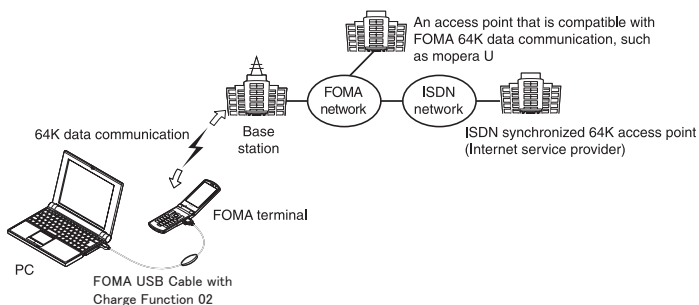 An access point that is compatible with
FOMA 64K data communication, such
as mopera U
FOMA
network
ISDN
network
64K data communication
Base
station
ISDN synchronized 64K access point
(Internet service provider)
FOMA terminal
PC
FOMA USB Cable with
Charge Function 02